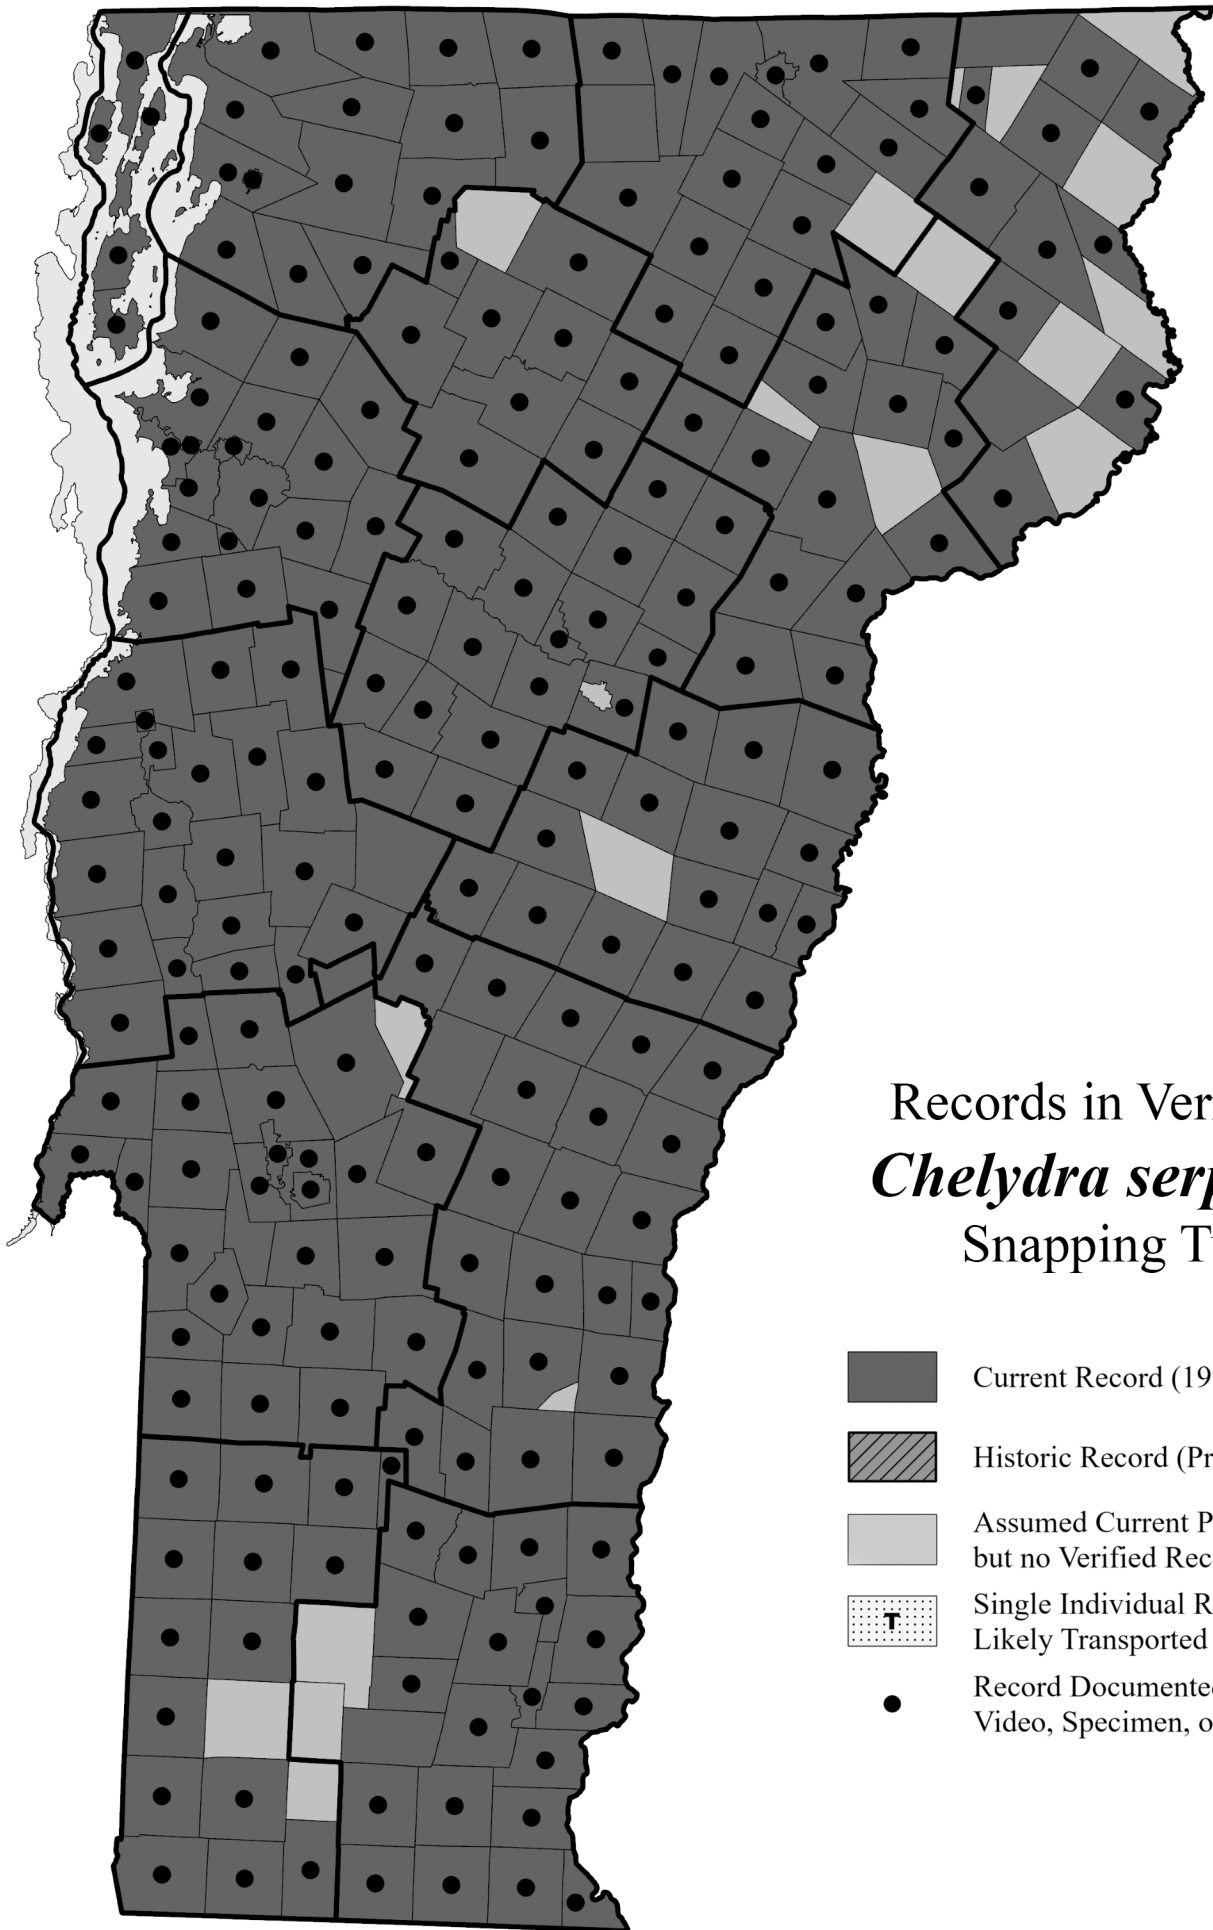 Records in Ver
Chelydra serp
Snapping T
Current Record (19
Historic Record (Pr
Assumed Current P
but no Verified Rec
T
Single Individual R
Likely Transported
Record Documente
Video, Specimen, o